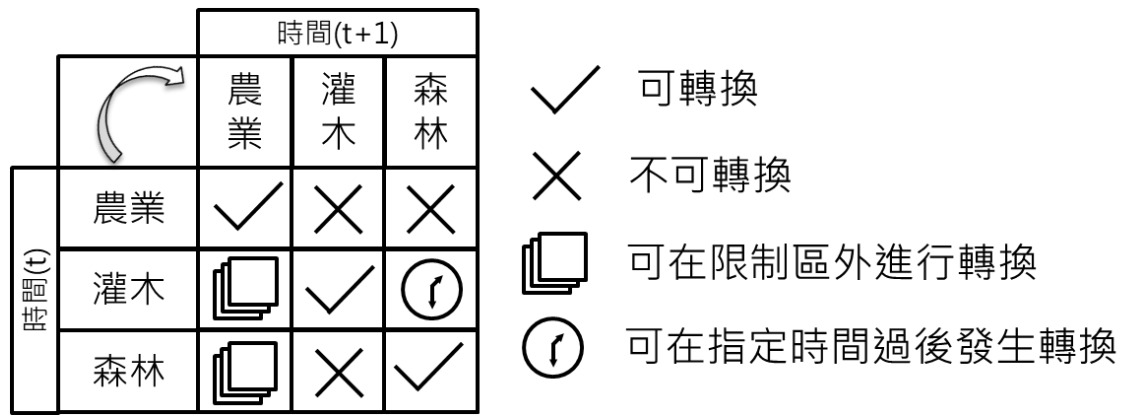 時間(t+1)
農業
灌木
森林
時間(t)
農業
灌木
森林
可轉換
不可轉換
可在限制區外進行轉換
可在指定時間過後發生轉換